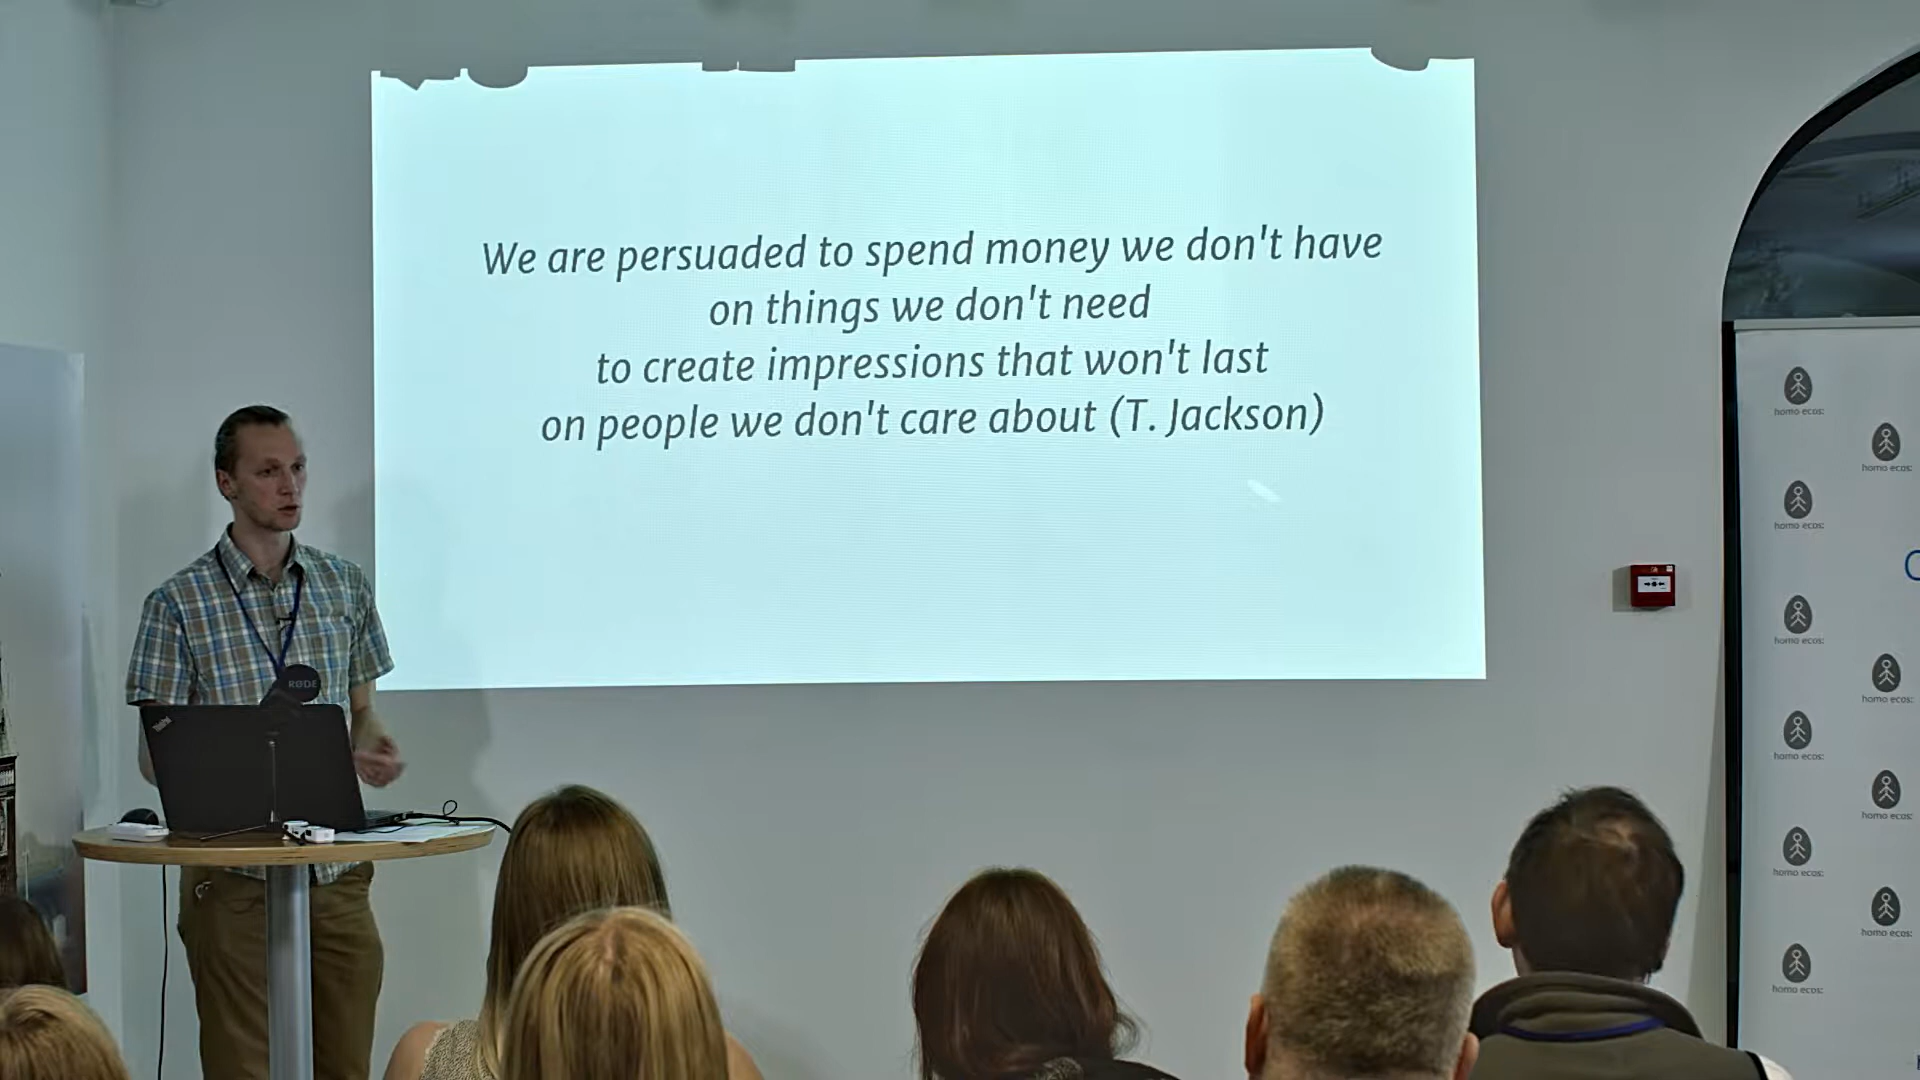 We are persuaded to spend money we don't have
on things we don't need
to create impressions that won't last
on people we don't care about (T. Jackson)
RØDE
ThinkPad
homo ecos:
homo ecos:
homo ecos:
homo ecos:
homo ecos:
homo ecos:
homo ecos:
homo ecos:
homo ecos:
homo ecos:
homo ecos: